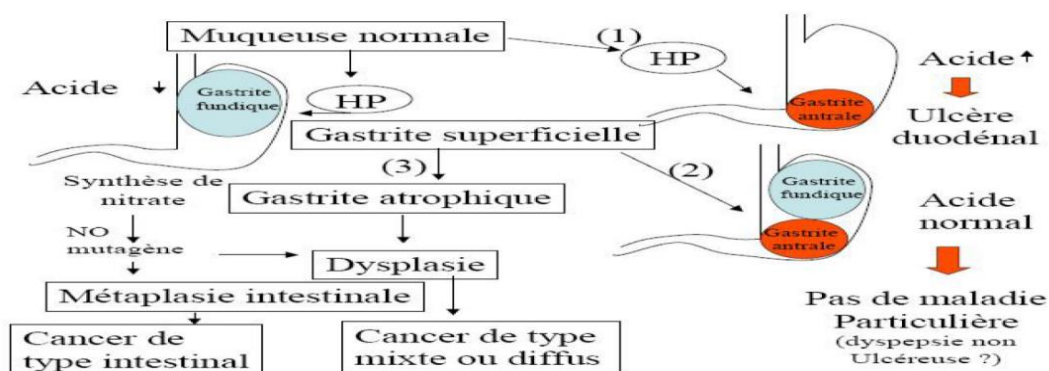 Muqueuse normale
(1)
HP
Acide ↑
Ulcère
duodénal
Gastrite
antrale
Acide ↓
Gastrite
fundique
HP
Gastrite superficielle
(2)
Gastrite
fundique
Gastrite
antrale
Acide
normal
Pas de maladie
Particulière
(dyspepsie non
Ulcéreuse ?)
(3)
Synthèse de
nitrate
Gastrite atrophique
NO
mutagène
Dysplasie
Métaplasie intestinale
Cancer de
type intestinal
Cancer de type
mixte ou diffus